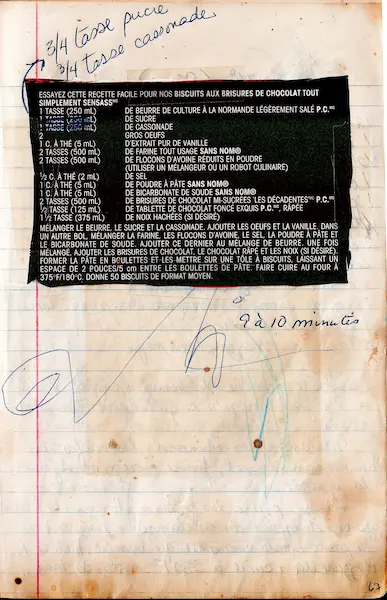 3/4 tasse sucre
3/4 tasse cassonade
ESSAYEZ CETTE RECETTE FACILE POUR NOS BISCUITS AUX BRISURES DE CHOCOLAT TOUT
SIMPLEMENT SENSASS
1 TASSE (250 mL) DE BEURRE DE CULTURE À LA NORMANDE LÉGÈREMENT SALÉ P.C.
1 TASSE (250 mL) DE SUCRE
1 TASSE (250 mL) DE CASSONADE
2 GROS OEUFS
1 C. À THÉ (5 mL) D'EXTRAIT PUR DE VANILLE
2 TASSES (500 mL) DE FARINE TOUT USAGE SANS NOM®
2 TASSES (500 mL) DE FLOCONS D'AVOINE RÉDUITS EN POUDRE
(UTILISER UN MÉLANGEUR OU UN ROBOT CULINAIRE)
½ C. À THÉ (2 mL) DE SEL
1 C. À THÉ (5 mL) DE POUDRE À PÂTE SANS NOM®
1 C. À THÉ (5 mL) DE BICARBONATE DE SOUDE SANS NOM®
2 TASSES (500 mL) DE BRISURES DE CHOCOLAT MI-SUCRÉES 'LES DÉCADENTES' P.C.
½ TASSE (125 mL) DE TABLETTE DE CHOCOLAT FONCÉ EXQUIS P.C., RÂPÉE
1½ TASSE (375 mL) DE NOIX HACHÉES (SI DÉSIRÉ)
MÉLANGER LE BEURRE, LE SUCRE ET LA CASSONADE. AJOUTER LES OEUFS ET LA VANILLE. DANS
UN AUTRE BOL, MÉLANGER LA FARINE, LES FLOCONS D'AVOINE, LE SEL, LA POUDRE À PÂTE ET
LE BICARBONATE DE SOUDE. AJOUTER CE DERNIER AU MÉLANGE DE BEURRE. UNE FOIS
MÉLANGÉ, AJOUTER LES BRISURES DE CHOCOLAT, LE CHOCOLAT RÂPÉ ET LES NOIX (SI DÉSIRÉ).
FORMER LA PÂTE EN BOULETTES ET LES METTRE SUR UNE TÔLE À BISCUITS, LAISSANT UN
ESPACE DE 2 POUCES/5 cm ENTRE LES BOULETTES DE PÂTE. FAIRE CUIRE AU FOUR À
375°F/180°C. DONNE 50 BISCUITS DE FORMAT MOYEN.
9 à 10 minutes